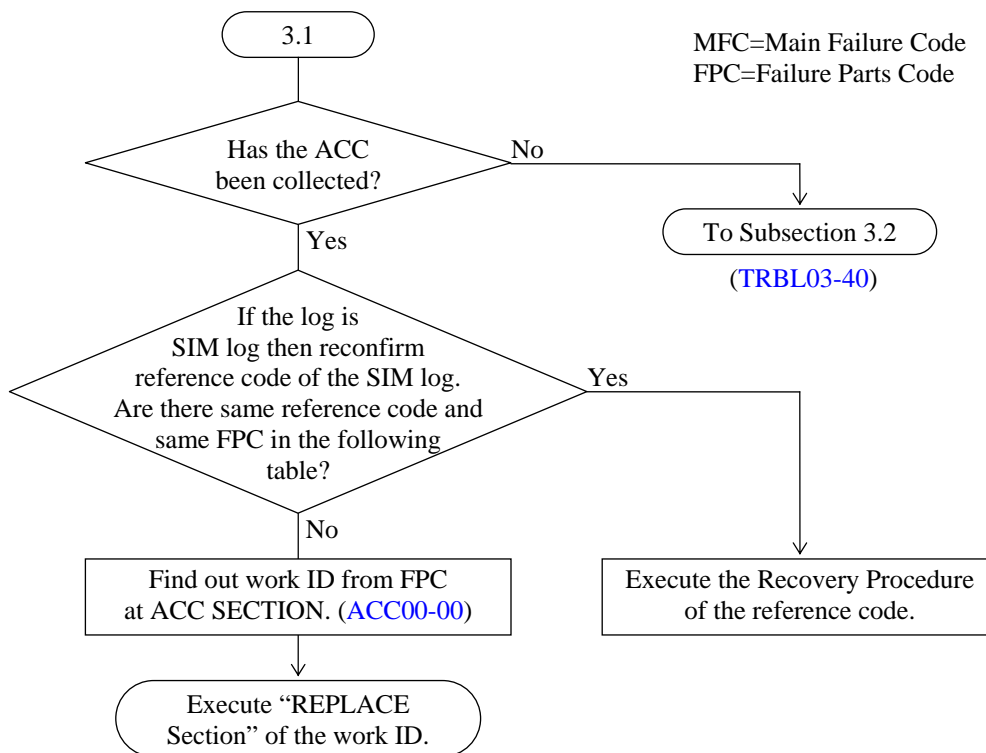 3.1
MFC=Main Failure Code
FPC=Failure Parts Code
Has the ACC
been collected?
No
To Subsection 3.2
(TRBL03-40)
Yes
If the log is
SIM log then reconfirm
reference code of the SIM log.
Are there same reference code and
same FPC in the following
table?
Yes
No
Find out work ID from FPC
at ACC SECTION. (ACC00-00)
Execute the Recovery Procedure
of the reference code.
Execute “REPLACE
Section” of the work ID.